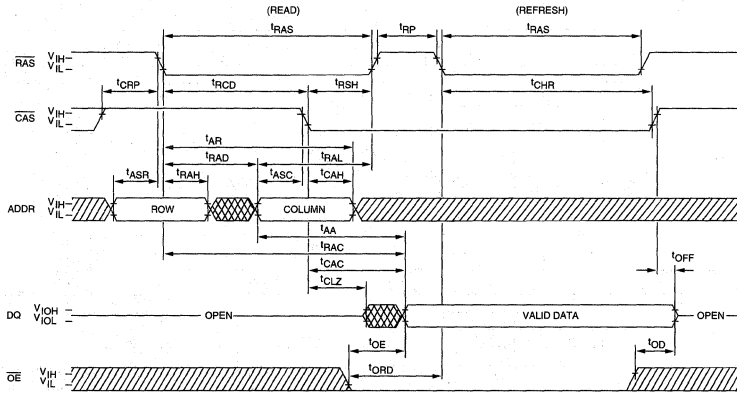 (READ) (REFRESH)
tRAS tRP tRAS
RAS VIH VIL
tCRP tRCD tRSH tCHR
CAS VIH VIL
tAR
tRAD tRAL
tASR tRAH tASC tCAH
ADDR VIH VIL ROW COLUMN
tAA
tRAC
tCAC tOFF
tCLZ
DQ VIOH VIOL OPEN VALID DATA OPEN
tOE tOD
tORD
OE VIH VIL